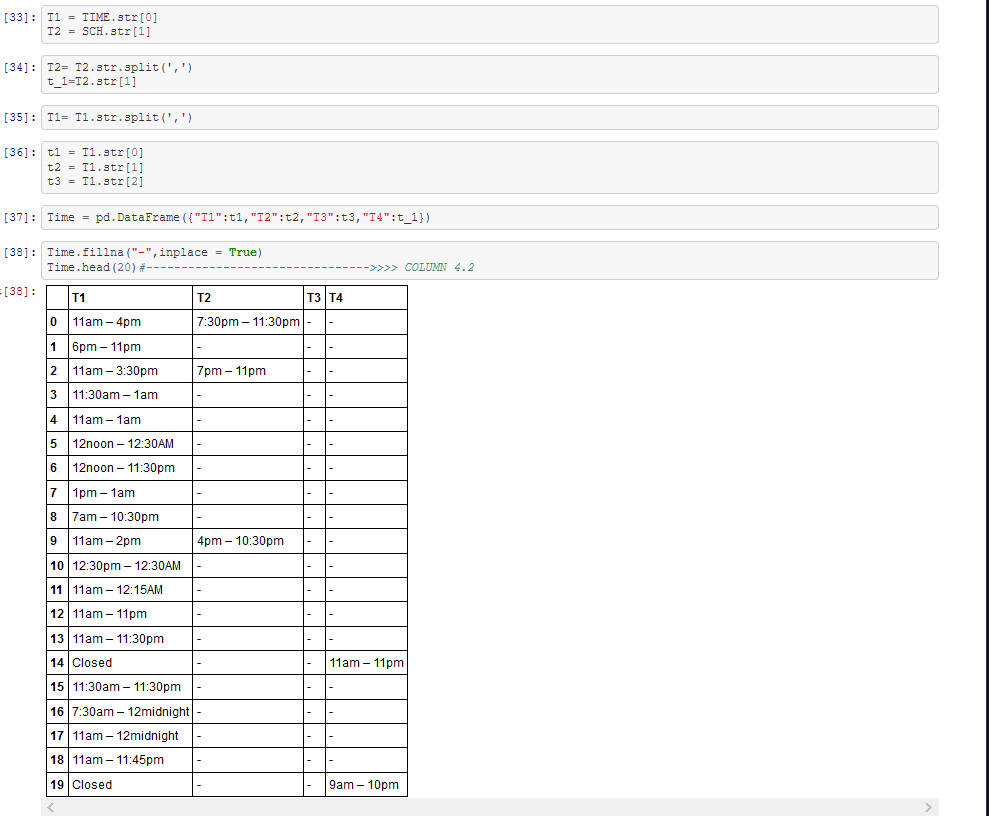 [33]: T1 = TIME.str[0]
T2 = SCH.str[1]
[34]: T2= T2.str.split(',')
t_1=T2.str[1]
[35]: T1= T1.str.split(',')
[36]: t1 = T1.str[0]
t2 = T1.str[1]
t3 = T1.str[2]
[37]: Time = pd.DataFrame({"T1":t1,"T2":t2,"T3":t3,"T4":t_1})
[38]: Time.fillna("-",inplace = True)
Time.head(20)#-------------------------------->>>> COLUMN 4.2
[38]:
T1 T2 T3 T4
0 11am – 4pm 7:30pm – 11:30pm - -
1 6pm – 11pm - - -
2 11am – 3:30pm 7pm – 11pm - -
3 11:30am – 1am - - -
4 11am – 1am - - -
5 12noon – 12:30AM - - -
6 12noon – 11:30pm - - -
7 1pm – 1am - - -
8 7am – 10:30pm - - -
9 11am – 2pm 4pm – 10:30pm - -
10 12:30pm – 12:30AM - - -
11 11am – 12:15AM - - -
12 11am – 11pm - - -
13 11am – 11:30pm - - -
14 Closed - - 11am – 11pm
15 11:30am – 11:30pm - - -
16 7:30am – 12midnight - - -
17 11am – 12midnight - - -
18 11am – 11:45pm - - -
19 Closed - - 9am – 10pm